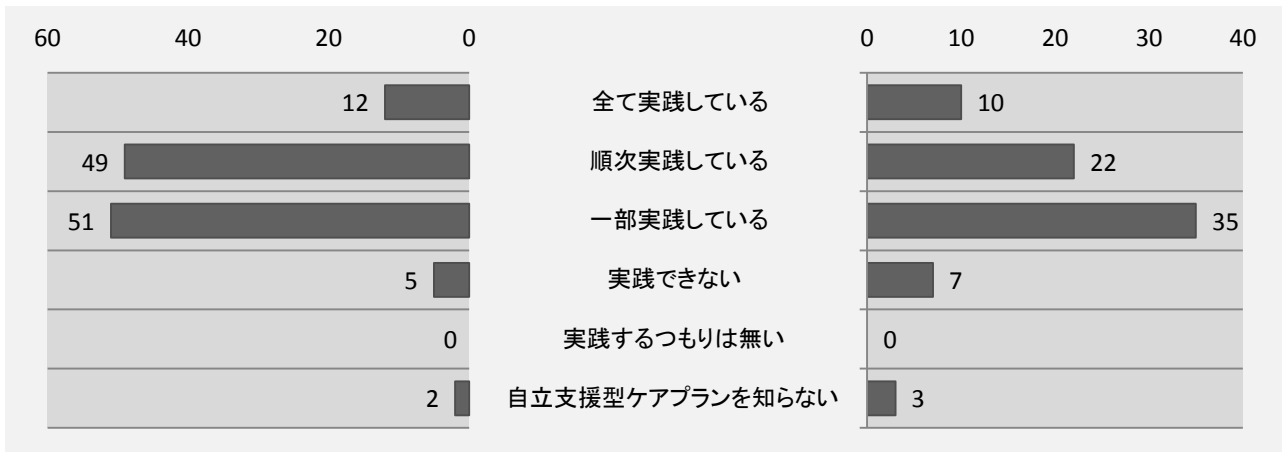 60 40 20 0 0 10 20 30 40
12 全て実践している 10
49 順次実践している 22
51 一部実践している 35
5 実践できない 7
0 実践するつもりは無い 0
2 自立支援型ケアプランを知らない 3